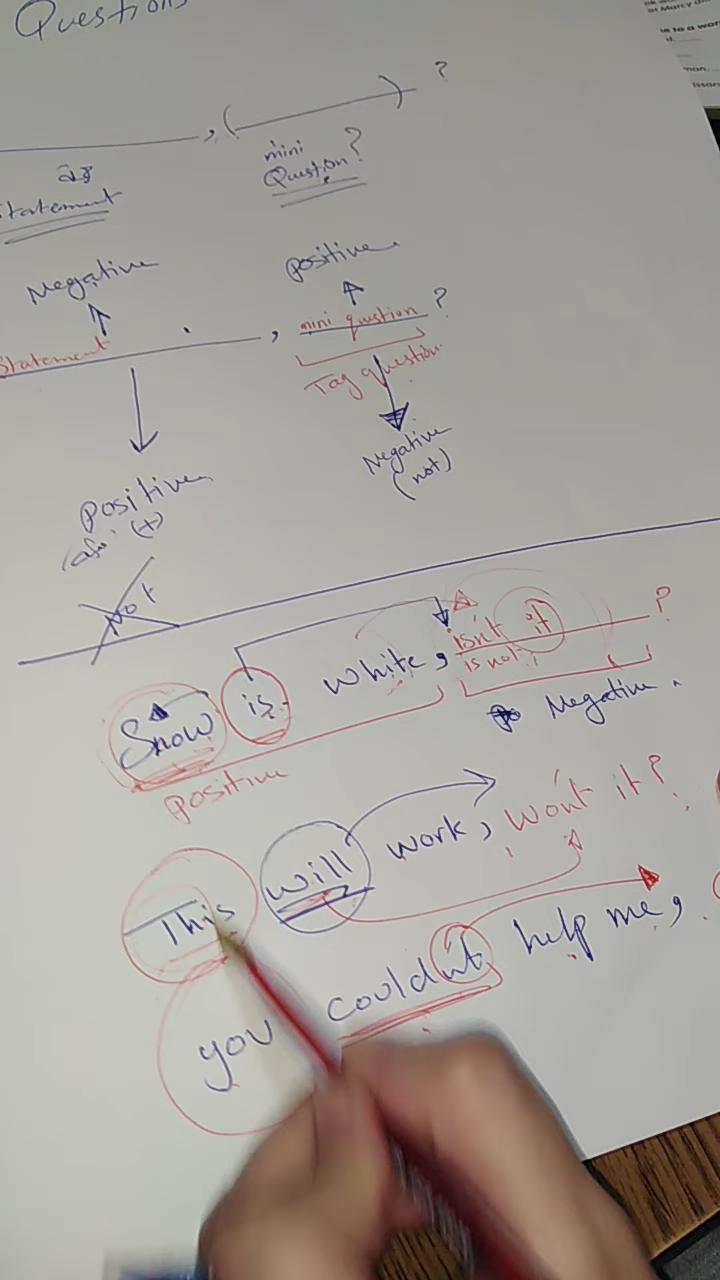 Questions
, ( ) ?
mini
Question?
Statement
Negative
positive
Statement , mini question ?
Tag question
Positive
(+)
Negative
(not)
Not
Snow is white, isn't it ?
is not
positive
Negative.
This will work, won't it?
you couldn't help me,